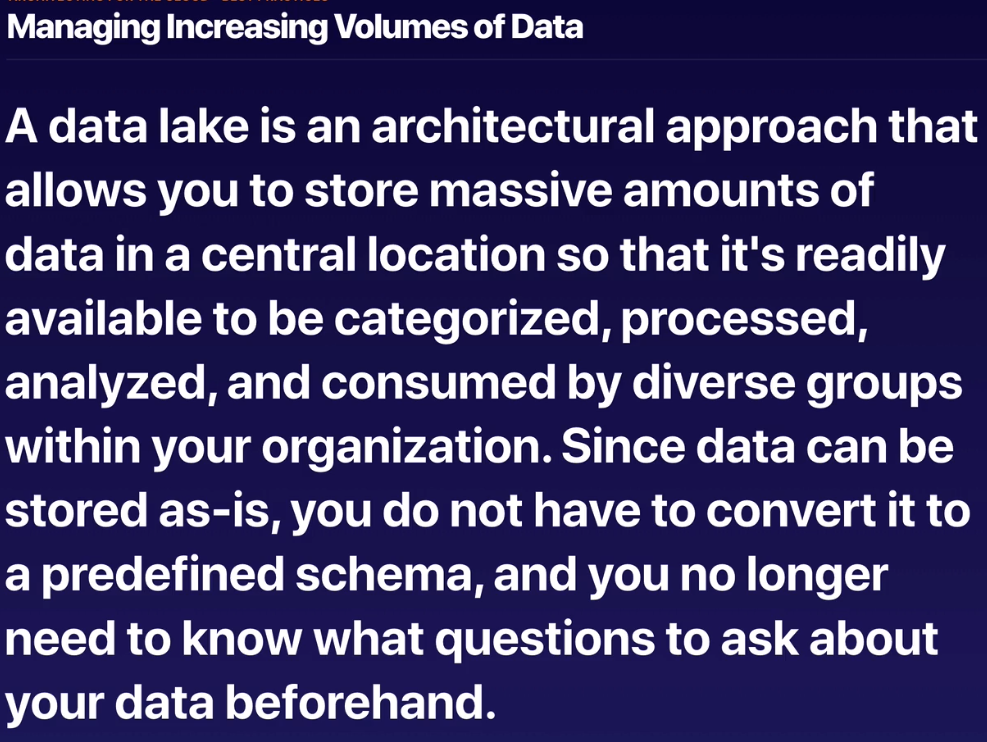 Managing Increasing Volumes of Data
A data lake is an architectural approach that
allows you to store massive amounts of
data in a central location so that it's readily
available to be categorized, processed,
analyzed, and consumed by diverse groups
within your organization. Since data can be
stored as-is, you do not have to convert it to
a predefined schema, and you no longer
need to know what questions to ask about
your data beforehand.